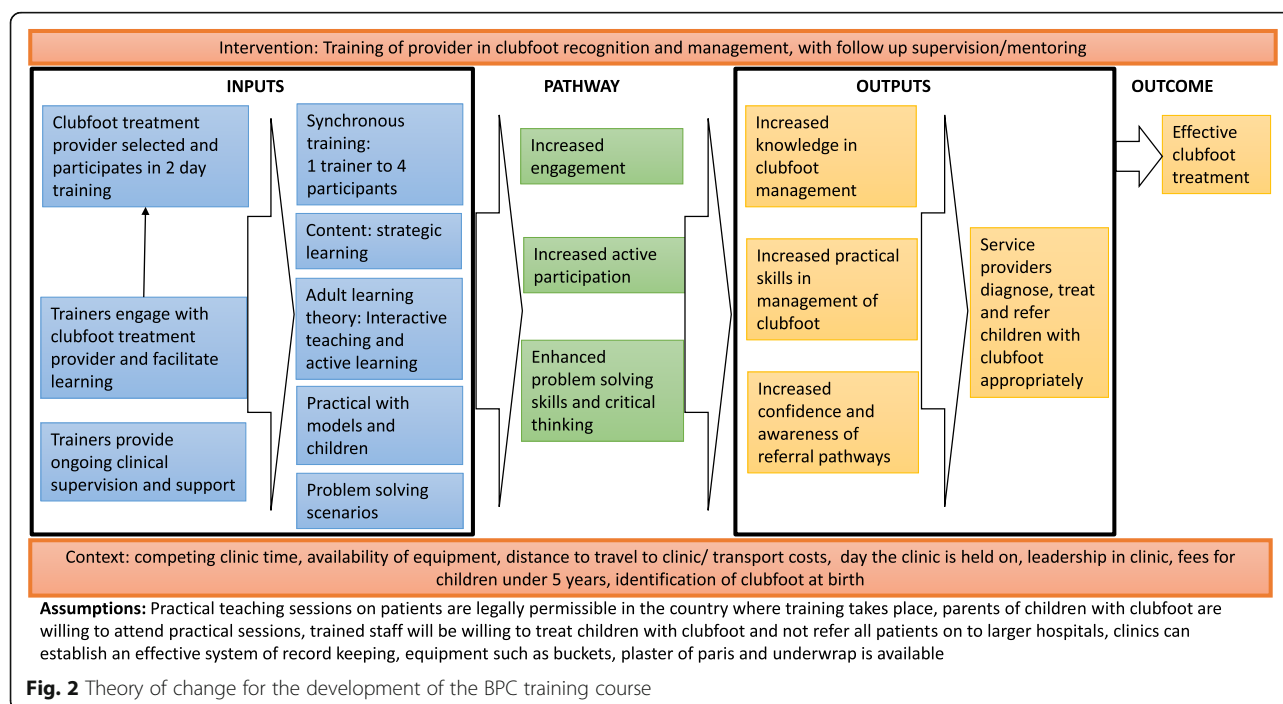 Intervention: Training of provider in clubfoot recognition and management, with follow up supervision/mentoring
INPUTS
Clubfoot treatment
provider selected and
participates in 2 day
training
Trainers engage with
clubfoot treatment
provider and facilitate
learning
Trainers provide
ongoing clinical
supervision and support
Synchronous
training:
1 trainer to 4
participants
Content: strategic
learning
Adult learning
theory: Interactive
teaching and
active learning
Practical with
models and
children
Problem solving
scenarios
PATHWAY
Increased
engagement
Increased active
participation
Enhanced
problem solving
skills and critical
thinking
OUTPUTS
Increased
knowledge in
clubfoot
management
Increased practical
skills in
management of
clubfoot
Increased
confidence and
awareness of
referral pathways
Service
providers
diagnose, treat
and refer
children with
clubfoot
appropriately
OUTCOME
Effective
clubfoot
treatment
Context: competing clinic time, availability of equipment, distance to travel to clinic/ transport costs, day the clinic is held on, leadership in clinic, fees for
children under 5 years, identification of clubfoot at birth
Assumptions: Practical teaching sessions on patients are legally permissible in the country where training takes place, parents of children with clubfoot are
willing to attend practical sessions, trained staff will be willing to treat children with clubfoot and not refer all patients on to larger hospitals, clinics can
establish an effective system of record keeping, equipment such as buckets, plaster of paris and underwrap is available
Fig. 2 Theory of change for the development of the BPC training course